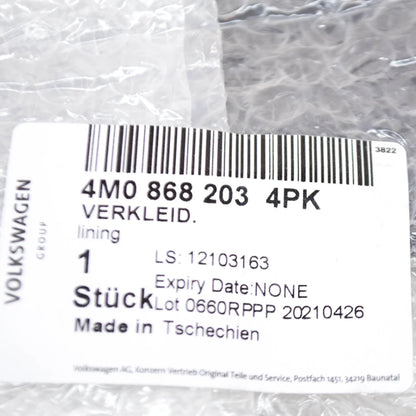 3822
VOLKSWAGEN
GROUP
4M0 868 203 4PK
VERKLEID.
lining
1 LS: 12103163
Expiry Date:NONE
Stück Lot 0660RPPP 20210426
Made in Tschechien
Volkswagen AG, Konzern Vertrieb Original Teile und Service, Postfach 1451, 34219 Baunatal